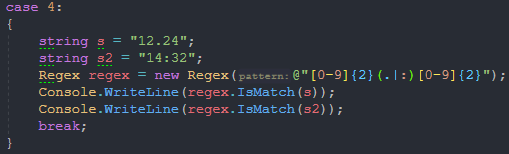 case 4:
{
string s = "12.24";
string s2 = "14:32";
Regex regex = new Regex(pattern:@"[0-9]{2}(.|:)[0-9]{2}");
Console.WriteLine(regex.IsMatch(s));
Console.WriteLine(regex.IsMatch(s2));
break;
}